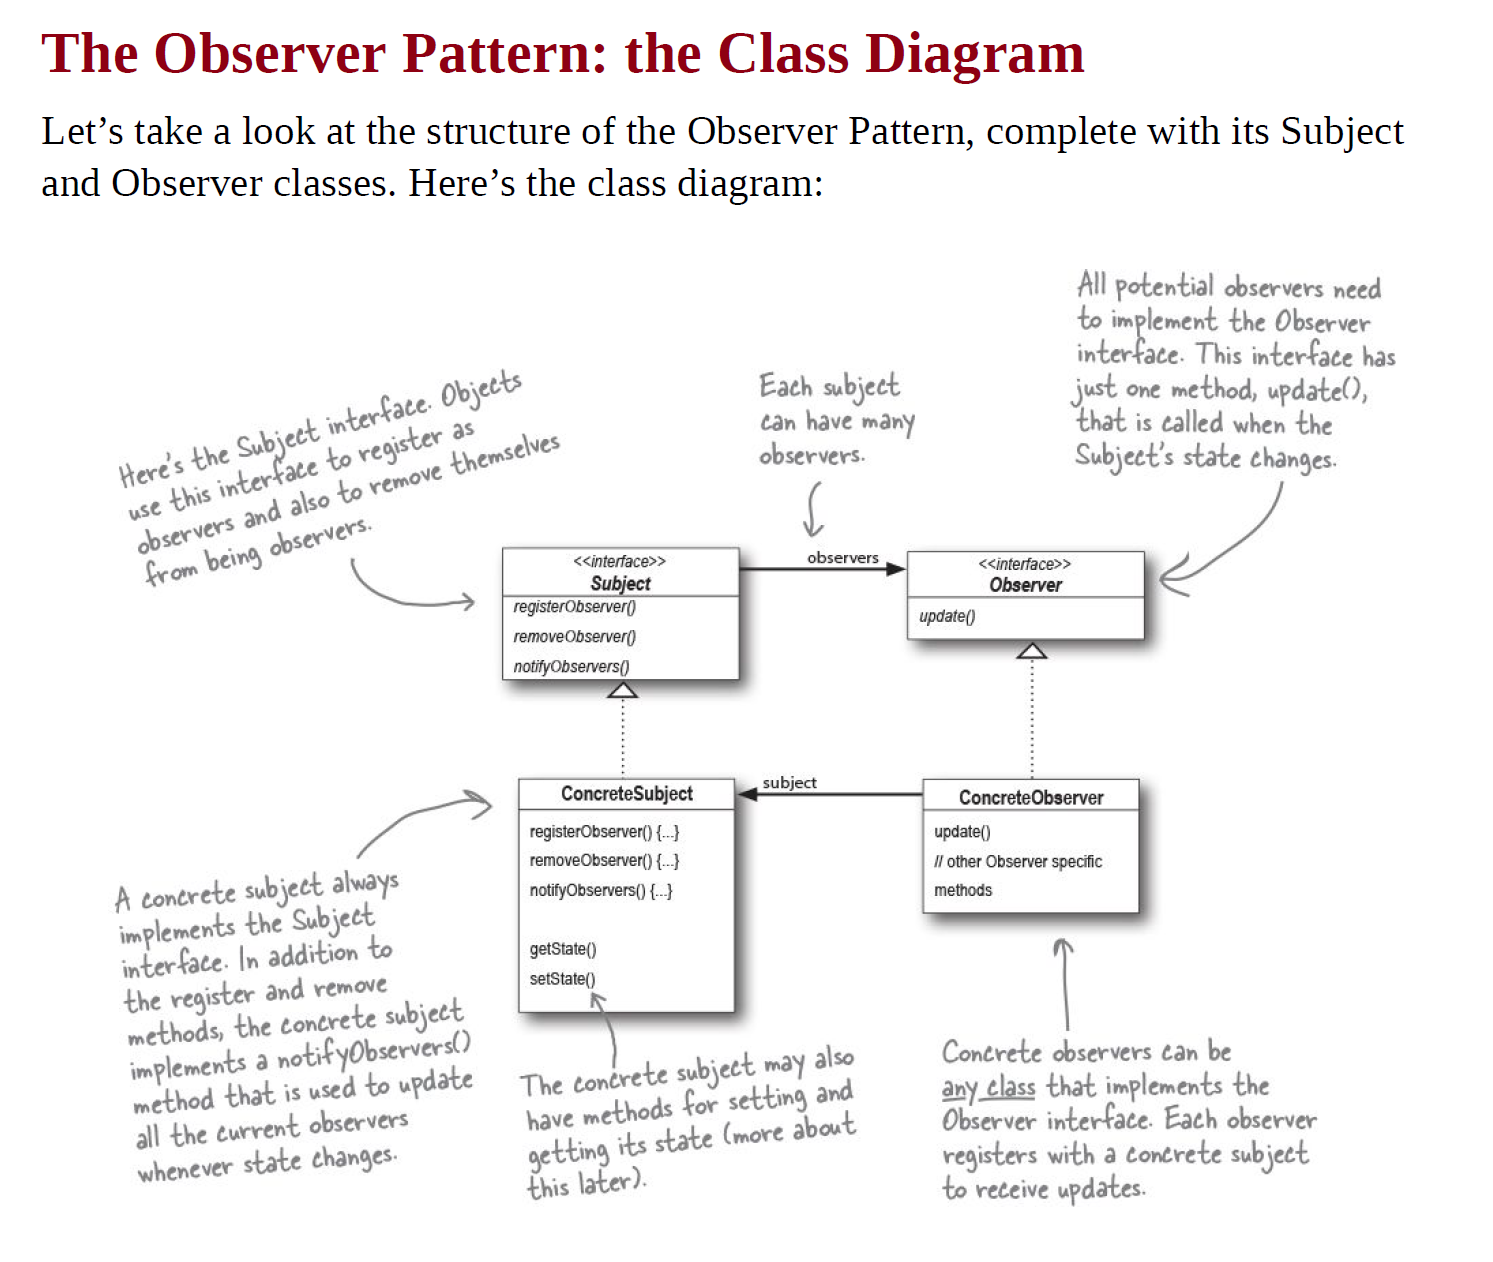 The Observer Pattern: the Class Diagram
Let’s take a look at the structure of the Observer Pattern, complete with its Subject
and Observer classes. Here’s the class diagram:
All potential observers need
to implement the Observer
interface. This interface has
just one method, update(),
that is called when the
Subject’s state changes.
Each subject
can have many
observers.
Here’s the Subject interface. Objects
use this interface to register as
observers and also to remove themselves
from being observers.
observers
<<interface>>
Subject
registerObserver()
removeObserver()
notifyObservers()
<<interface>>
Observer
update()
subject
ConcreteSubject
registerObserver() {...}
removeObserver() {...}
notifyObservers() {...}
getState()
setState()
ConcreteObserver
update()
// other Observer specific
methods
A concrete subject always
implements the Subject
interface. In addition to
the register and remove
methods, the concrete subject
implements a notifyObservers()
method that is used to update
all the current observers
whenever state changes.
The concrete subject may also
have methods for setting and
getting its state (more about
this later).
Concrete observers can be
any class that implements the
Observer interface. Each observer
registers with a concrete subject
to receive updates.